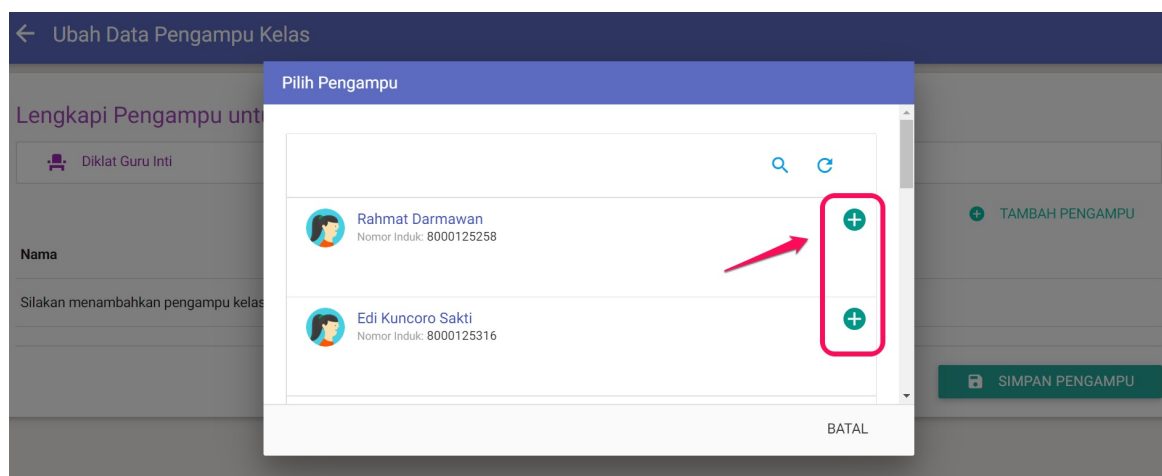 Ubah Data Pengampu Kelas
Pilih Pengampu
Lengkapi Pengampu untu
Diklat Guru Inti
Rahmat Darmawan
Nomor Induk: 8000125258
TAMBAH PENGAMPU
Nama
Silakan menambahkan pengampu kelas
Edi Kuncoro Sakti
Nomor Induk: 8000125316
SIMPAN PENGAMPU
BATAL